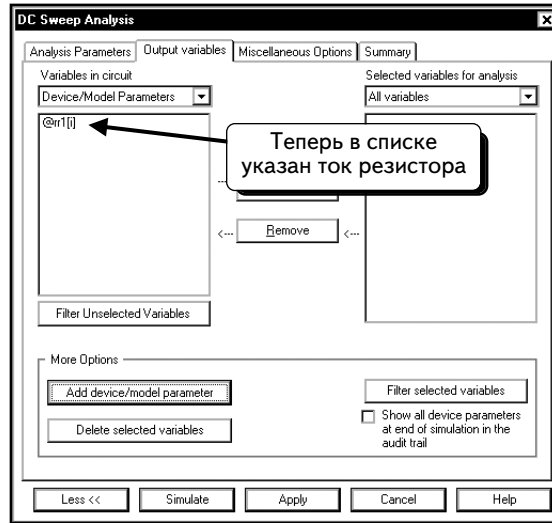 DC Sweep Analysis
Analysis Parameters Output variables Miscellaneous Options Summary
Variables in circuit
Device/Model Parameters
@rr1[i]
Filter Unselected Variables
Selected variables for analysis
All variables
Теперь в списке
указан ток резистора
<--- Remove <---
More Options
Add device/model parameter
Delete selected variables
Filter selected variables
Show all device parameters
at end of simulation in the
audit trail
Less << Simulate Apply Cancel Help